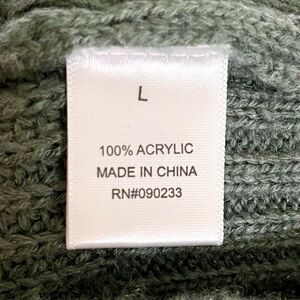 L
100% ACRYLIC
MADE IN CHINA
RN#090233